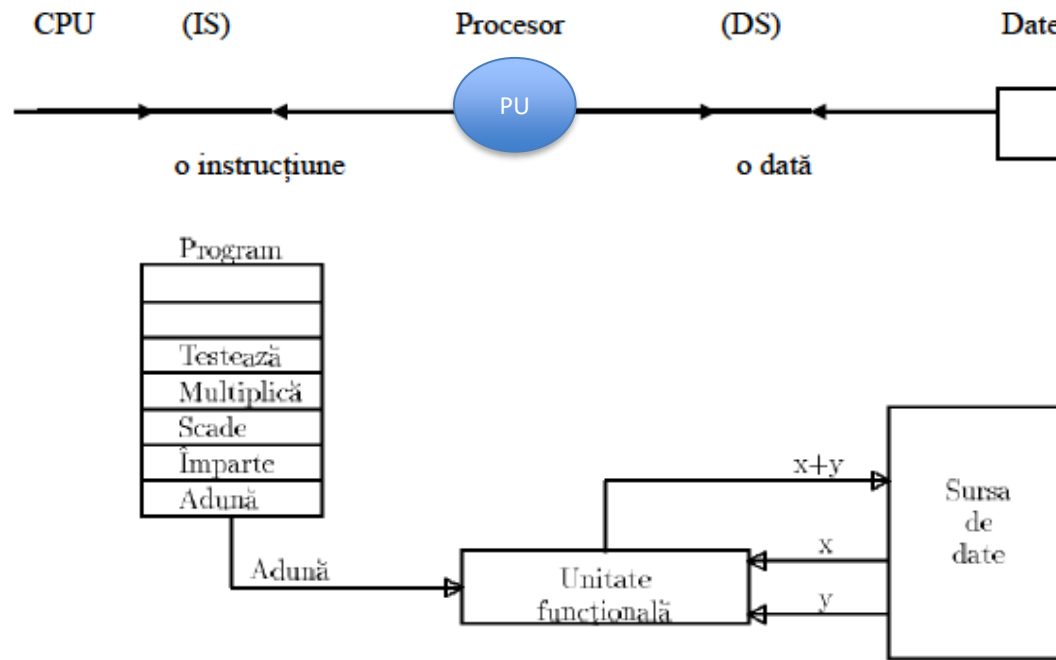 CPU (IS) Procesor (DS) Date
PU
o instrucțiune o dată
Program
Testează
Multiplică
Scade
Împarte
Adună
Adună
Unitate
funcțională
x+y
x
y
Sursa
de
date